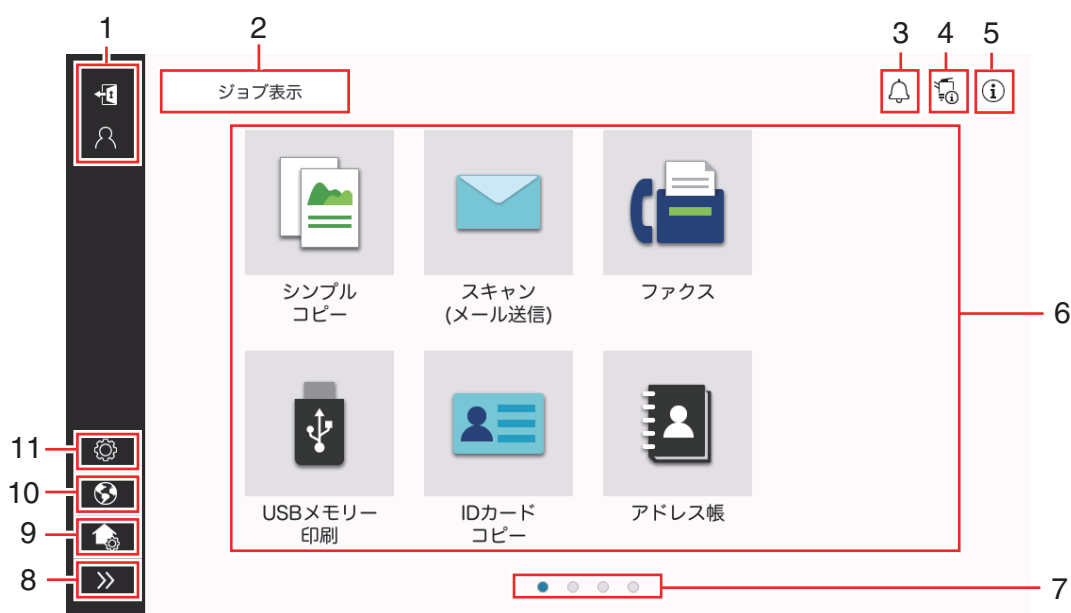 1
2
3
4
5
ジョブ表示
シンプル
コピー
スキャン
(メール送信)
ファクス
6
USBメモリー
印刷
IDカード
コピー
アドレス帳
11
10
9
8
7